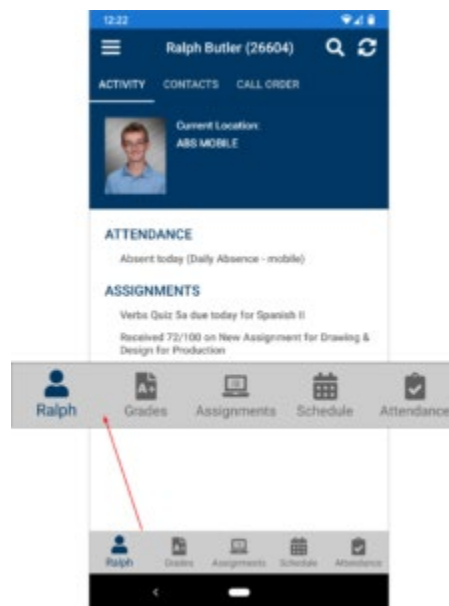 12:22
Ralph Butler (26604)
ACTIVITY CONTACTS CALL ORDER
Current Location:
ABS MOBILE
ATTENDANCE
Absent today (Daily Absence - mobile)
ASSIGNMENTS
Verbs Quiz 5a due today for Spanish II
Received 72/100 on New Assignment for Drawing &
Design for Production
Ralph Grades Assignments Schedule Attendance
Ralph Grades Assignments Schedule Attendance